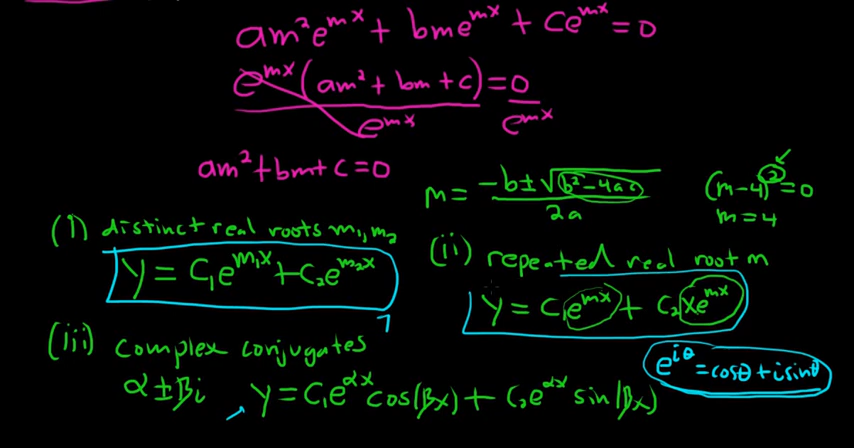 am²e^{mx} + bme^{mx} + ce^{mx} = 0
e^{mx}(am² + bm + c) / e^{mx} = 0 / e^{mx}
am² + bm + c = 0
m = (-b ± √(b² - 4ac)) / 2a
(m-4)² = 0
m = 4
(i) distinct real roots m₁, m₂
y = c₁e^{m₁x} + c₂e^{m₂x}
(ii) repeated real root m
y = c₁e^{mx} + c₂xe^{mx}
(iii) complex conjugates
α ± βi y = c₁e^{αx} cos(βx) + c₂e^{αx} sin(βx)
e^{iθ} = cosθ + i sinθ